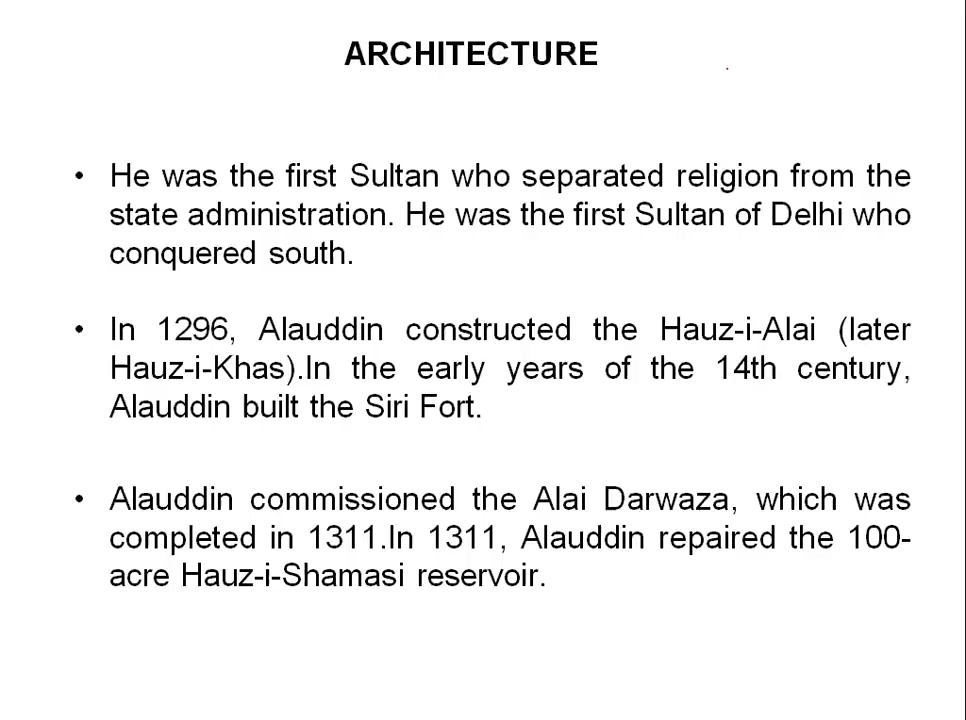 ARCHITECTURE
• He was the first Sultan who separated religion from the
state administration. He was the first Sultan of Delhi who
conquered south.
• In 1296, Alauddin constructed the Hauz-i-Alai (later
Hauz-i-Khas).In the early years of the 14th century,
Alauddin built the Siri Fort.
• Alauddin commissioned the Alai Darwaza, which was
completed in 1311.In 1311, Alauddin repaired the 100-
acre Hauz-i-Shamasi reservoir.